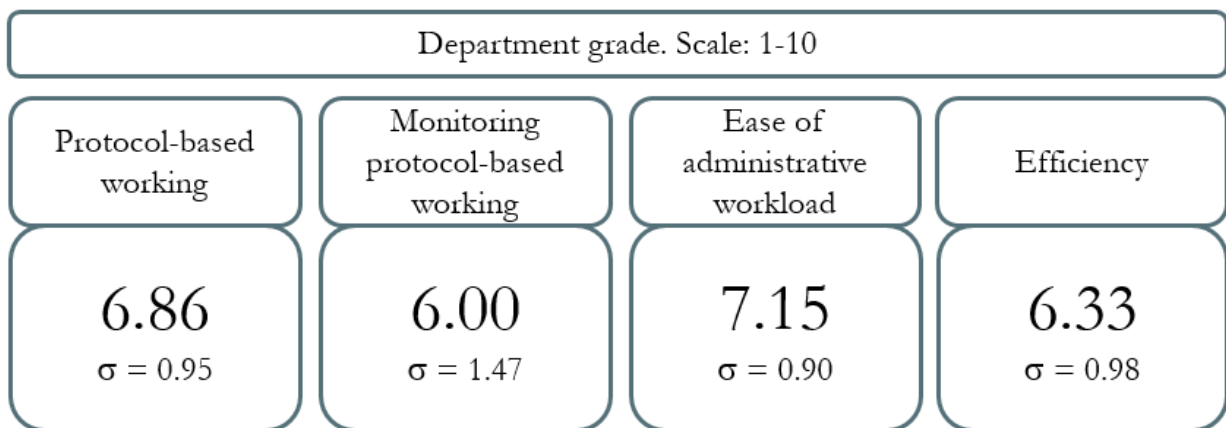 Department grade. Scale: 1-10
Protocol-based
working
Monitoring
protocol-based
working
Ease of
administrative
workload
Efficiency
6.86
σ = 0.95
6.00
σ = 1.47
7.15
σ = 0.90
6.33
σ = 0.98